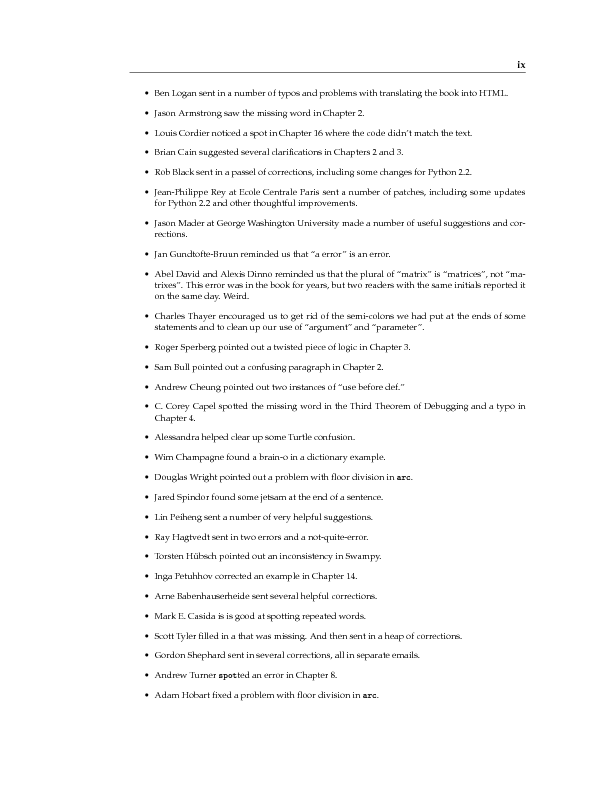 ix
• Ben Logan sent in a number of typos and problems with translating the book into HTML.
• Jason Armstrong saw the missing word in Chapter 2.
• Louis Cordier noticed a spot in Chapter 16 where the code didn't match the text.
• Brian Cain suggested several clarifications in Chapters 2 and 3.
• Rob Black sent in a passel of corrections, including some changes for Python 2.2.
• Jean-Philippe Rey at Ecole Centrale Paris sent a number of patches, including some updates
for Python 2.2 and other thoughtful improvements.
• Jason Mader at George Washington University made a number of useful suggestions and cor-
rections.
• Jan Gundtofte-Bruun reminded us that “a error” is an error.
• Abel David and Alexis Dinno reminded us that the plural of “matrix” is “matrices”, not “ma-
trixes”. This error was in the book for years, but two readers with the same initials reported it
on the same day. Weird.
• Charles Thayer encouraged us to get rid of the semi-colons we had put at the ends of some
statements and to clean up our use of “argument” and “parameter”.
• Roger Sperberg pointed out a twisted piece of logic in Chapter 3.
• Sam Bull pointed out a confusing paragraph in Chapter 2.
• Andrew Cheung pointed out two instances of “use before def.”
• C. Corey Capel spotted the missing word in the Third Theorem of Debugging and a typo in
Chapter 4.
• Alessandra helped clear up some Turtle confusion.
• Wim Champagne found a brain-o in a dictionary example.
• Douglas Wright pointed out a problem with floor division in arc.
• Jared Spindor found some jetsam at the end of a sentence.
• Lin Peiheng sent a number of very helpful suggestions.
• Ray Hagtvedt sent in two errors and a not-quite-error.
• Torsten Hübsch pointed out an inconsistency in Swampy.
• Inga Petuhhov corrected an example in Chapter 14.
• Arne Babenhauserheide sent several helpful corrections.
• Mark E. Casida is is good at spotting repeated words.
• Scott Tyler filled in a that was missing. And then sent in a heap of corrections.
• Gordon Shephard sent in several corrections, all in separate emails.
• Andrew Turner spotted an error in Chapter 8.
• Adam Hobart fixed a problem with floor division in arc.